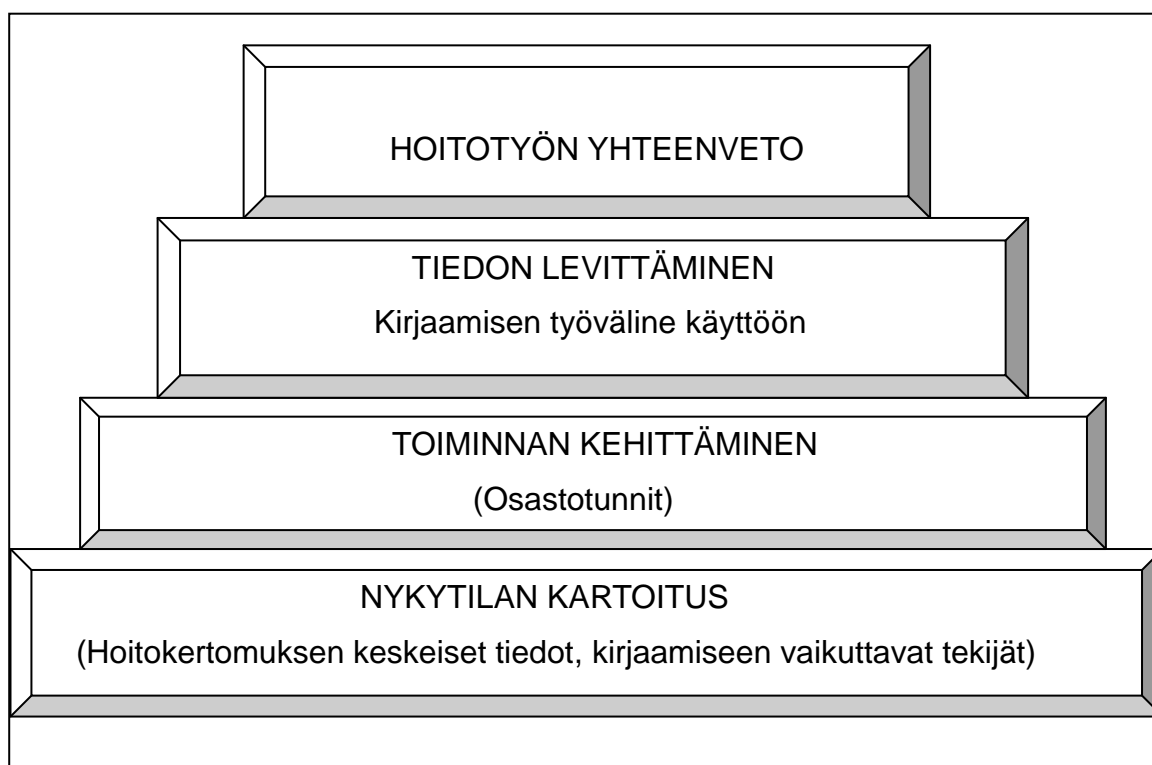 HOITOTYÖN YHTEENVETO
TIEDON LEVITTÄMINEN
Kirjaamisen työväline käyttöön
TOIMINNAN KEHITTÄMINEN
(Osastotunnit)
NYKYTILAN KARTOITUS
(Hoitokertomuksen keskeiset tiedot, kirjaamiseen vaikuttavat tekijät)